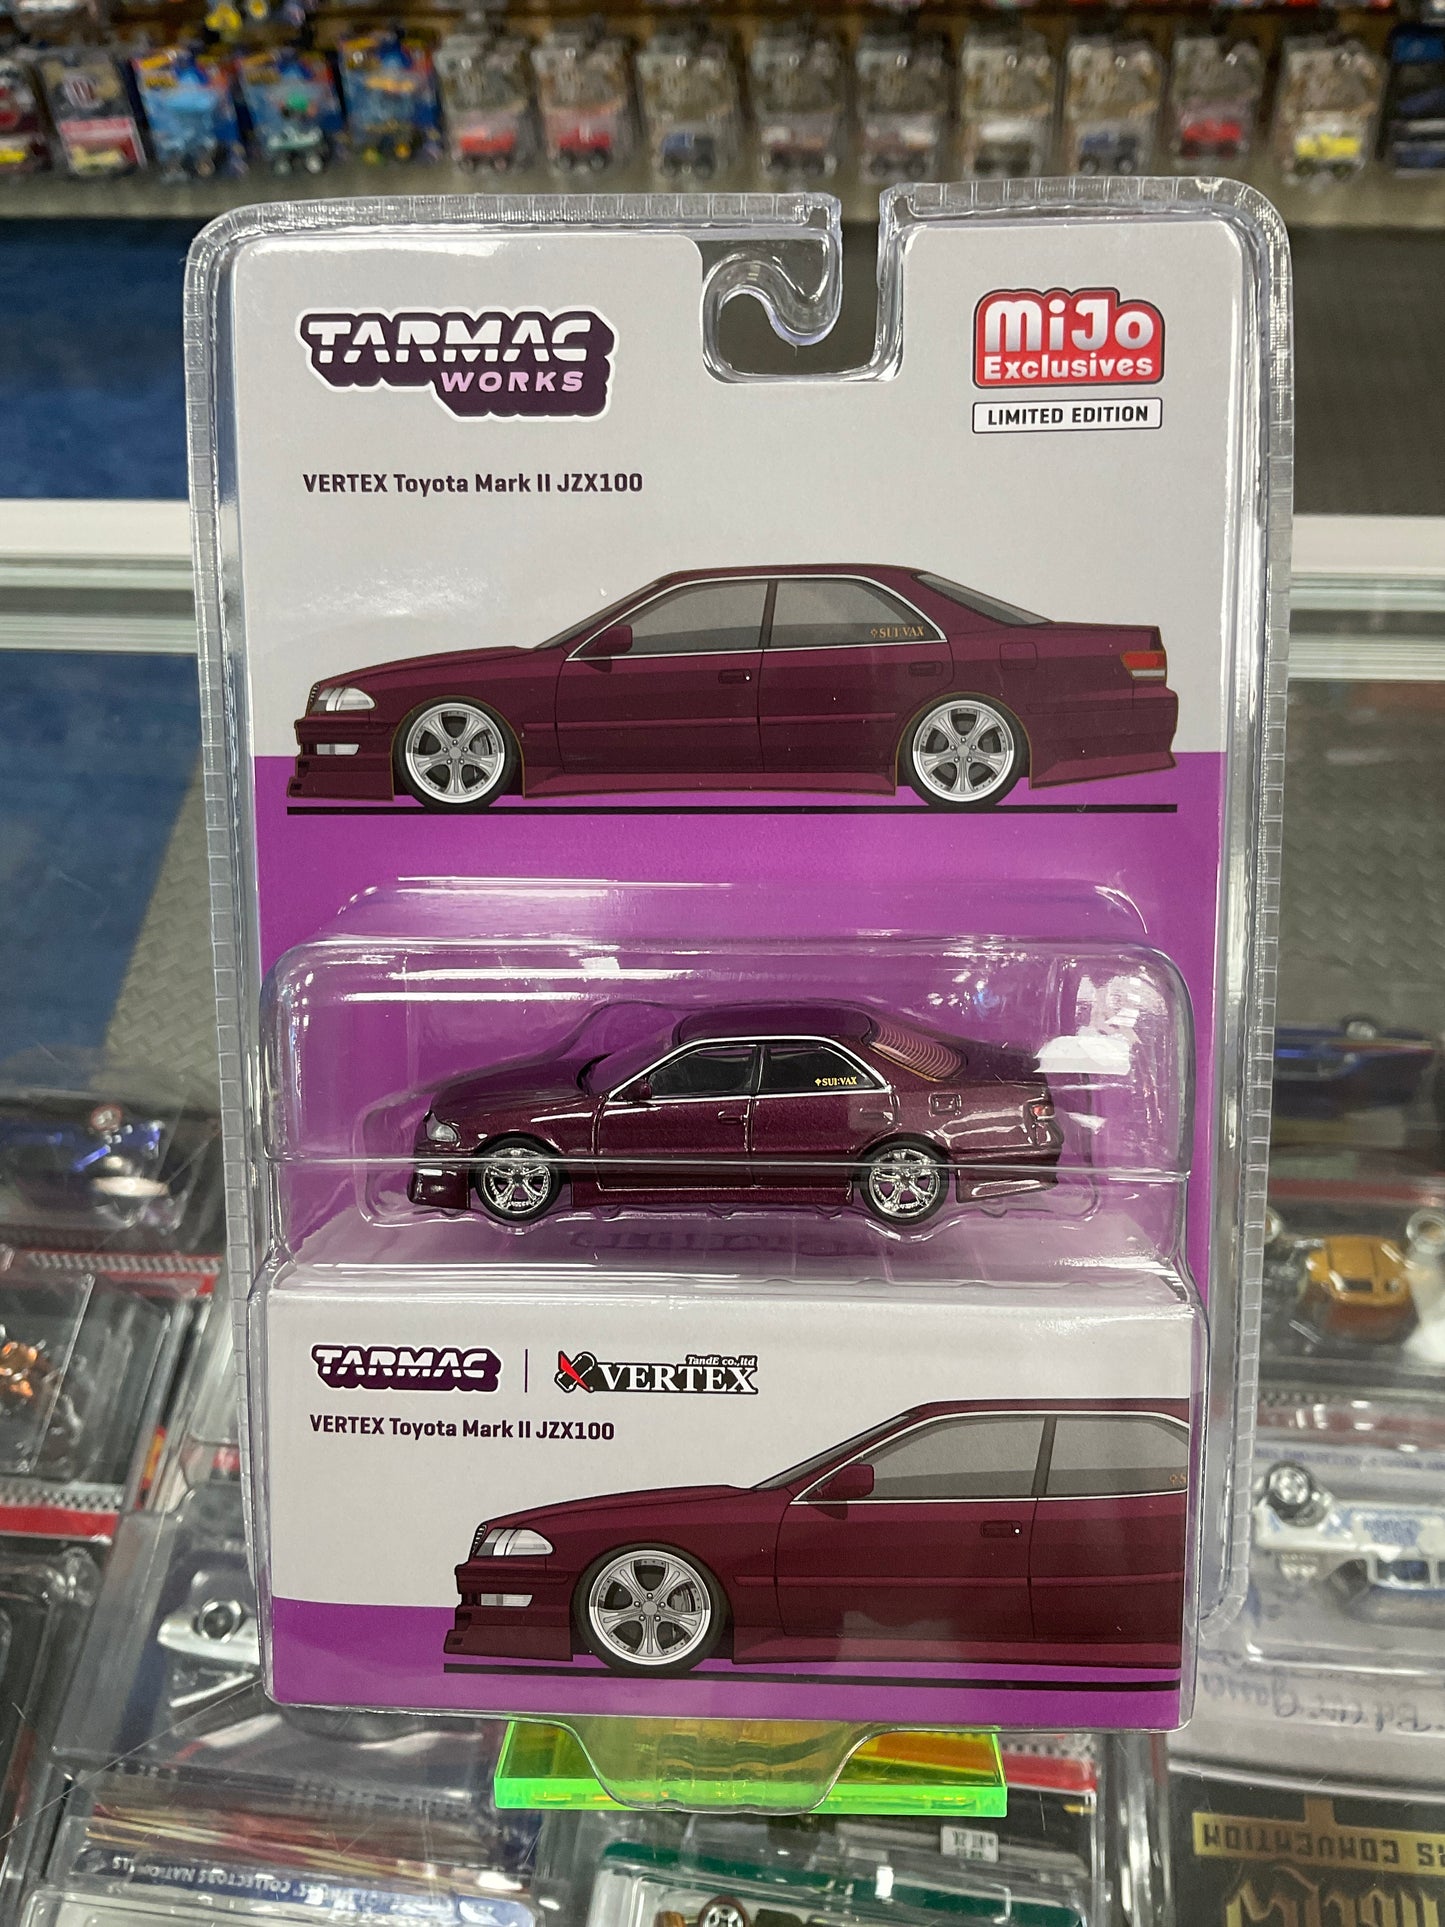 TARMAC
WORKS
MiJo
Exclusives
LIMITED EDITION
VERTEX Toyota Mark II JZX100
SUI:VAX
SUI:VAX
TARMAC
TandE co.,ltd
VERTEX
VERTEX Toyota Mark II JZX100